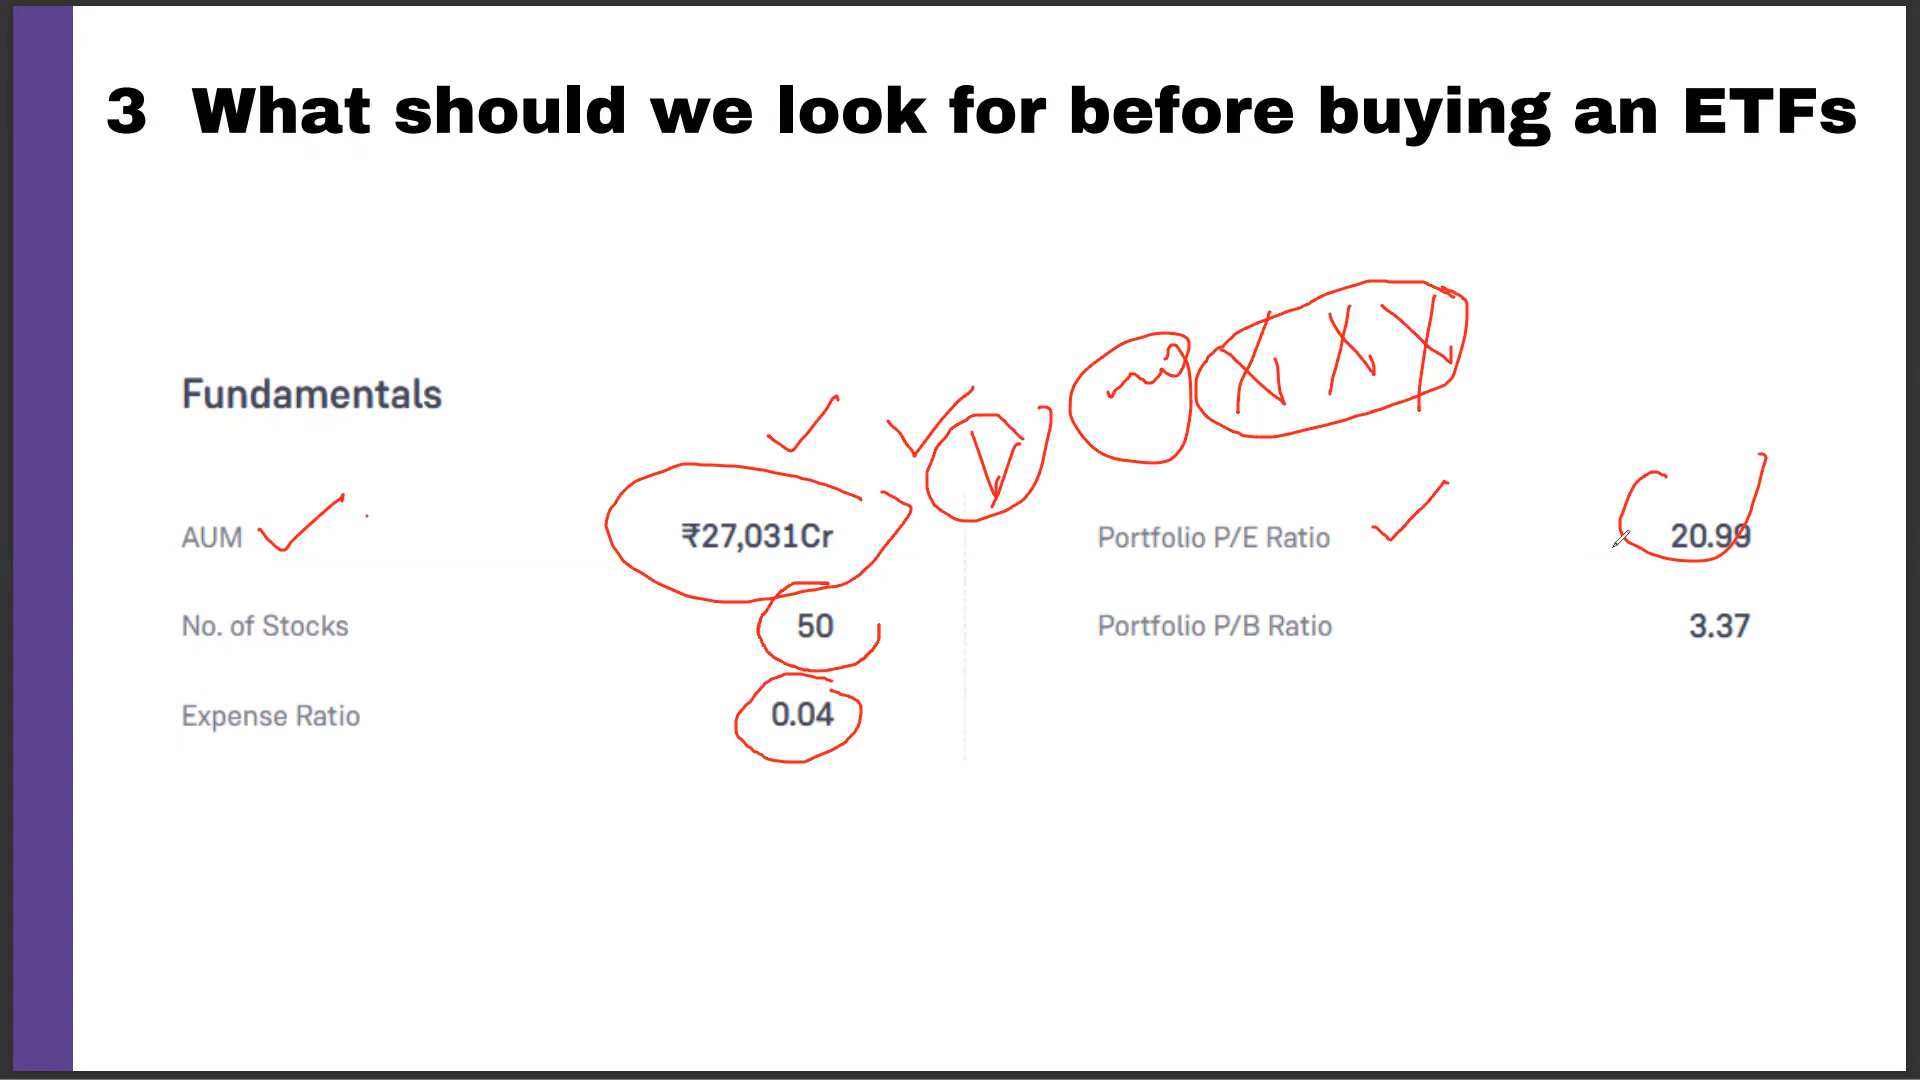 3 What should we look for before buying an ETFs
Fundamentals
AUM ₹27,031Cr Portfolio P/E Ratio 20.99
No. of Stocks 50 Portfolio P/B Ratio 3.37
Expense Ratio 0.04